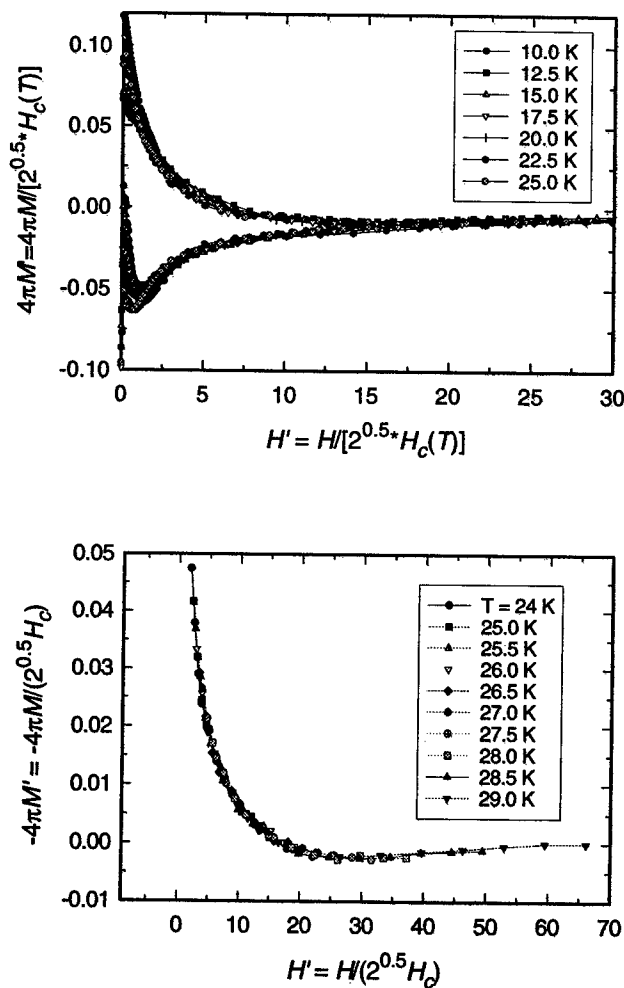 0.10
0.05
0.00
-0.05
-0.10
4πM'=4πM/[2^0.5*H_c(T)]
10.0 K
12.5 K
15.0 K
17.5 K
20.0 K
22.5 K
25.0 K
0 5 10 15 20 25 30
H' = H/[2^0.5*H_c(T)]
0.05
0.04
0.03
0.02
0.01
0.00
-0.01
-4πM' = -4πM/(2^0.5H_c)
T = 24 K
25.0 K
25.5 K
26.0 K
26.5 K
27.0 K
27.5 K
28.0 K
28.5 K
29.0 K
0 10 20 30 40 50 60 70
H' = H/(2^0.5H_c)